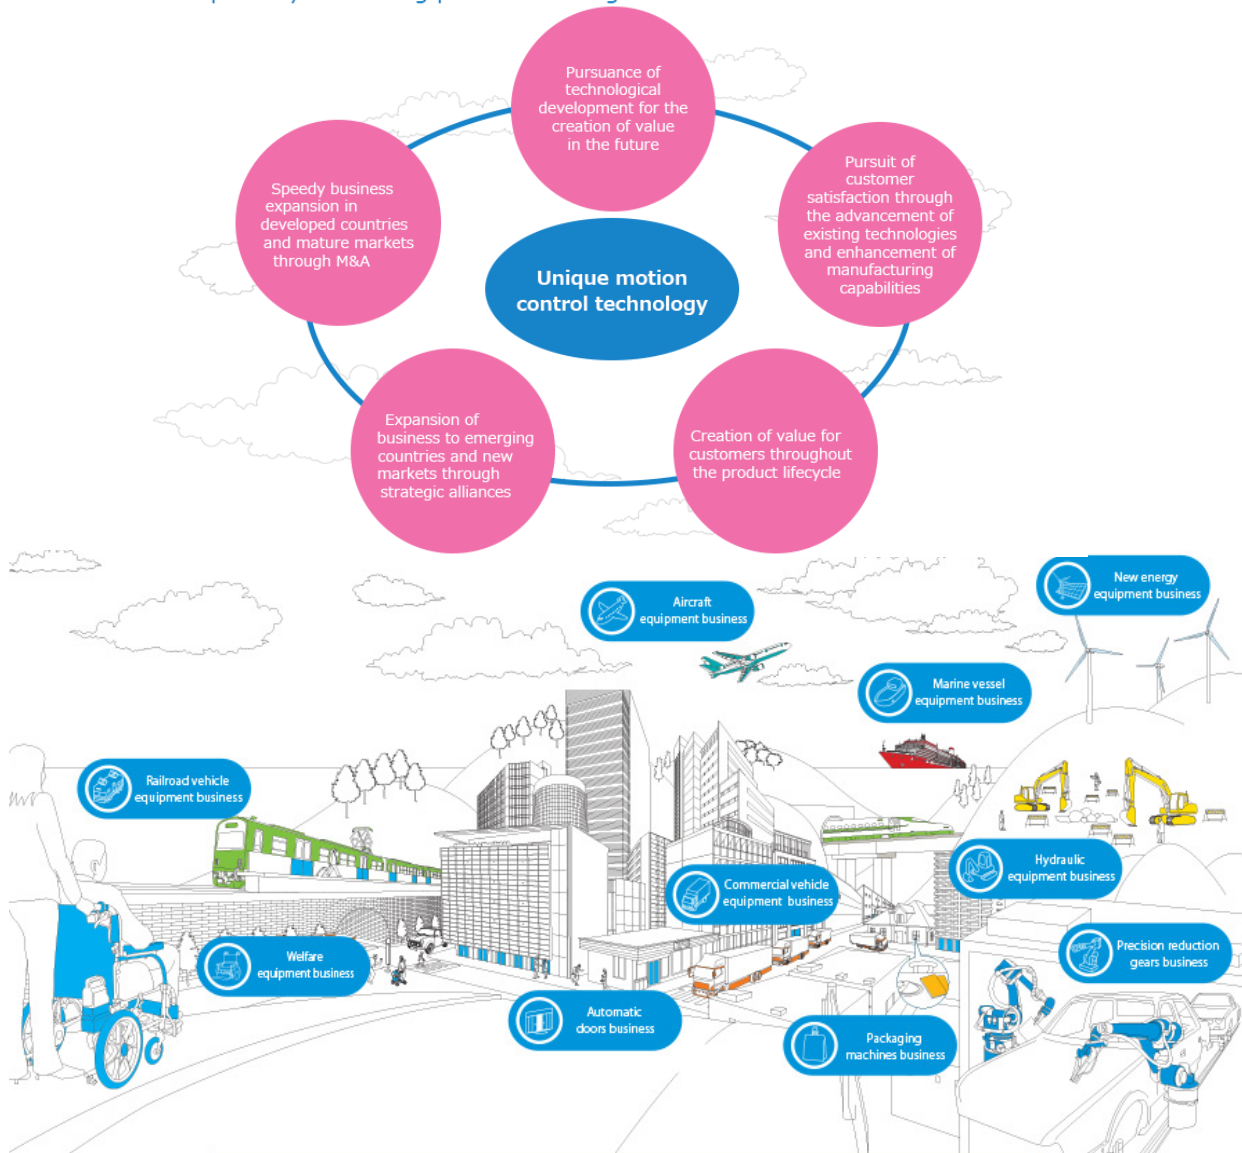 Pursuance of
technological
development for the
creation of value
in the future
Speedy business
expansion in
developed countries
and mature markets
through M&A
Pursuit of
customer
satisfaction through
the advancement of
existing technologies
and enhancement of
manufacturing
capabilities
Unique motion
control technology
Expansion of
business to emerging
countries and new
markets through
strategic alliances
Creation of value for
customers throughout
the product lifecycle
New energy
equipment business
Aircraft
equipment business
Marine vessel
equipment business
Railroad vehicle
equipment business
Hydraulic
equipment business
Commercial vehicle
equipment business
Precision reduction
gears business
Welfare
equipment business
Automatic
doors business
Packaging
machines business